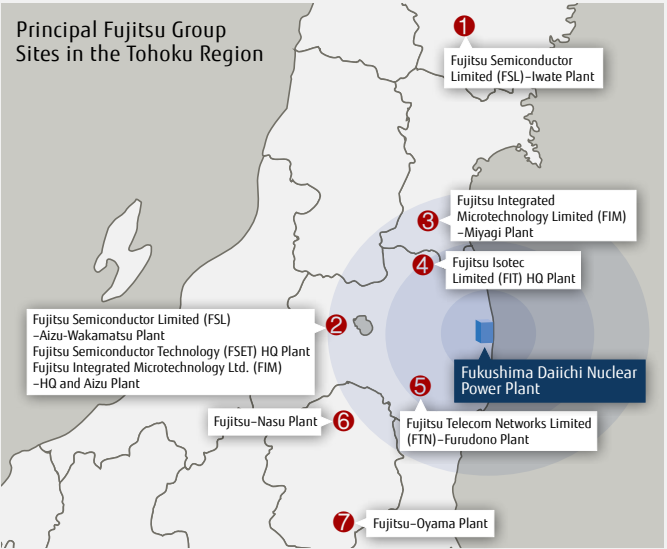 Principal Fujitsu Group
Sites in the Tohoku Region
1
Fujitsu Semiconductor
Limited (FSL)–Iwate Plant
3
Fujitsu Integrated
Microtechnology Limited (FIM)
–Miyagi Plant
4
Fujitsu Isotec
Limited (FIT) HQ Plant
2
Fujitsu Semiconductor Limited (FSL)
–Aizu-Wakamatsu Plant
Fujitsu Semiconductor Technology (FSET) HQ Plant
Fujitsu Integrated Microtechnology Ltd. (FIM)
–HQ and Aizu Plant
Fukushima Daiichi Nuclear
Power Plant
5
Fujitsu Telecom Networks Limited
(FTN)–Furudono Plant
6
Fujitsu–Nasu Plant
7
Fujitsu–Oyama Plant